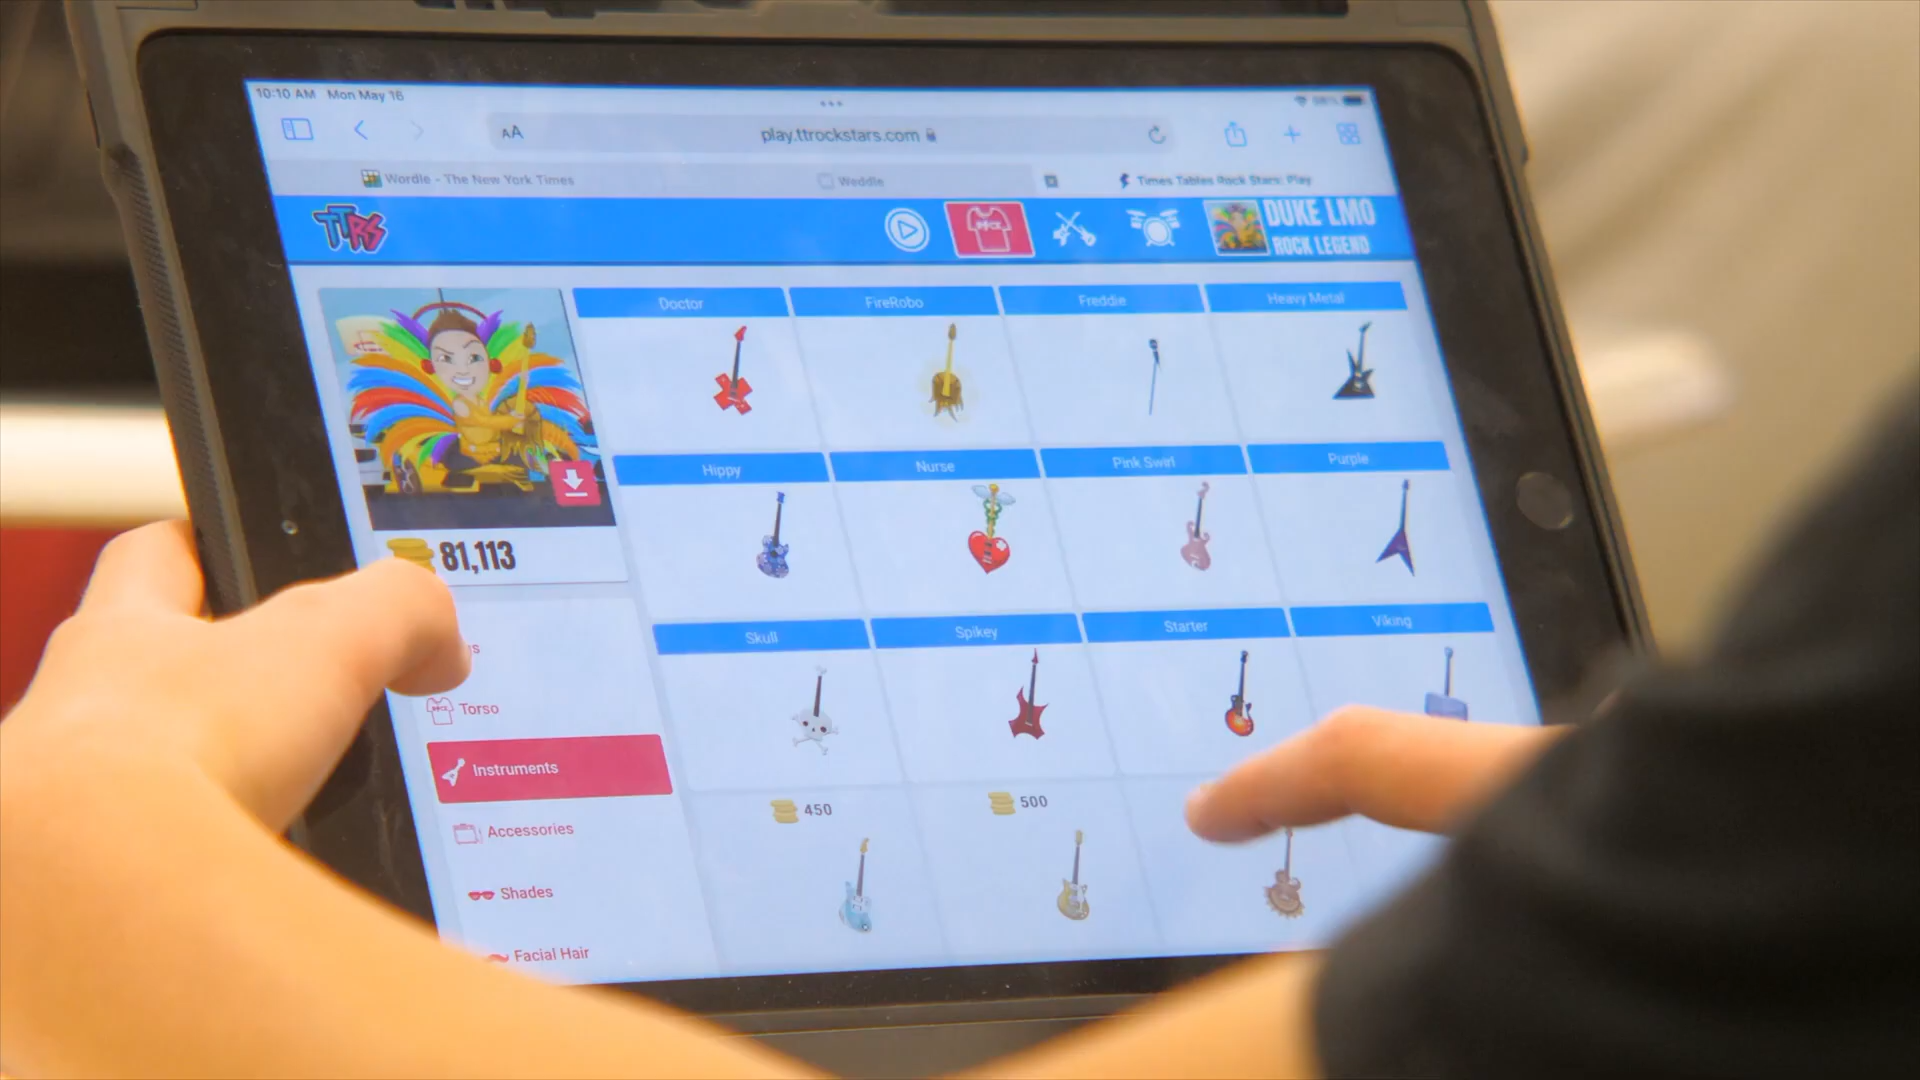 10:10 AM Mon May 16
AA play.ttrockstars.com
Wordle - The New York Times
Weddle
Times Tables Rock Stars: Play
TTRS
ROCK
DUKE LMO
ROCK LEGEND
Doctor
FireRobo
Freddie
Heavy Metal
Hippy
Nurse
Pink Swirl
Purple
81,113
Skull
Spikey
Starter
Viking
Torso
Instruments
450
500
Accessories
Shades
Facial Hair